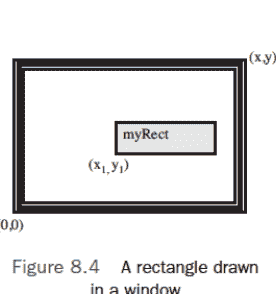 (x,y)
myRect
(x1, y1)
0,0)
Figure 8.4 A rectangle drawn
in a window